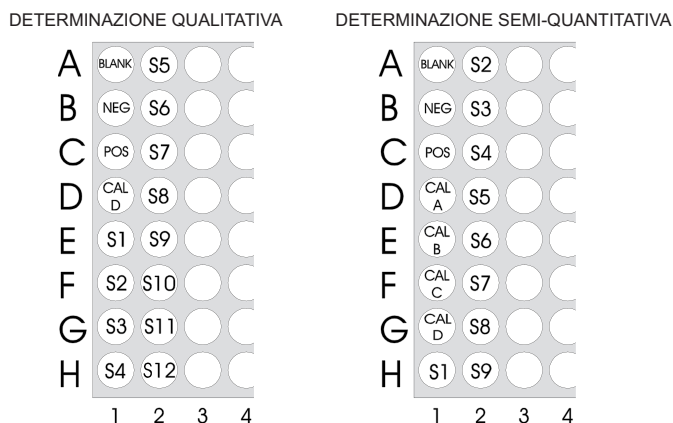 DETERMINAZIONE QUALITATIVA
A BLANK S5
B NEG S6
C POS S7
D CAL D S8
E S1 S9
F S2 S10
G S3 S11
H S4 S12
1 2 3 4
DETERMINAZIONE SEMI-QUANTITATIVA
A BLANK S2
B NEG S3
C POS S4
D CAL A S5
E CAL B S6
F CAL C S7
G CAL D S8
H S1 S9
1 2 3 4